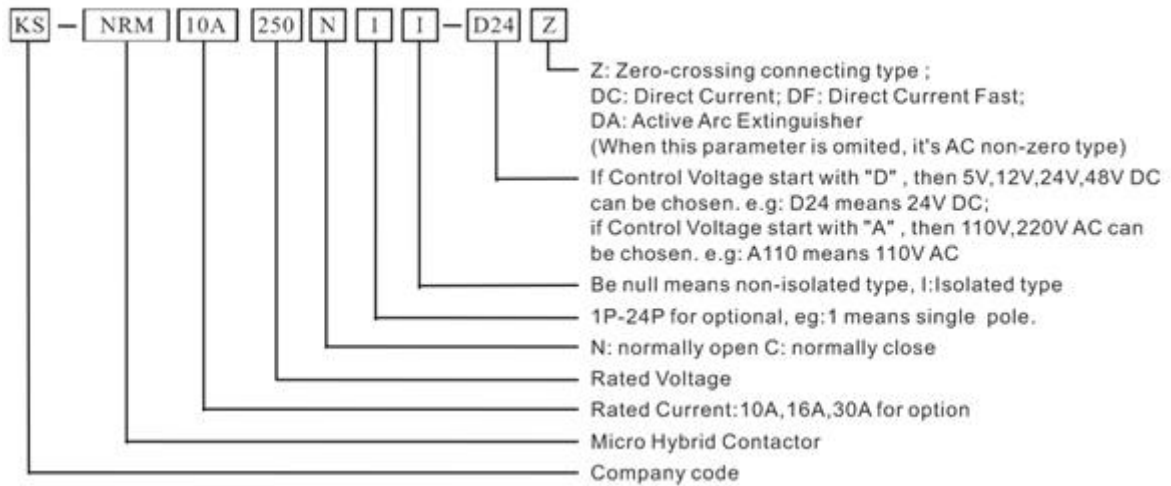 KS - NRM 10A 250 N 1 I - D24 Z
Z: Zero-crossing connecting type ;
DC: Direct Current; DF: Direct Current Fast;
DA: Active Arc Extinguisher
(When this parameter is omited, it's AC non-zero type)
If Control Voltage start with "D" , then 5V,12V,24V,48V DC
can be chosen. e.g: D24 means 24V DC;
if Control Voltage start with "A" , then 110V,220V AC can
be chosen. e.g: A110 means 110V AC
Be null means non-isolated type, I:Isolated type
1P-24P for optional, eg:1 means single pole.
N: normally open C: normally close
Rated Voltage
Rated Current:10A,16A,30A for option
Micro Hybrid Contactor
Company code